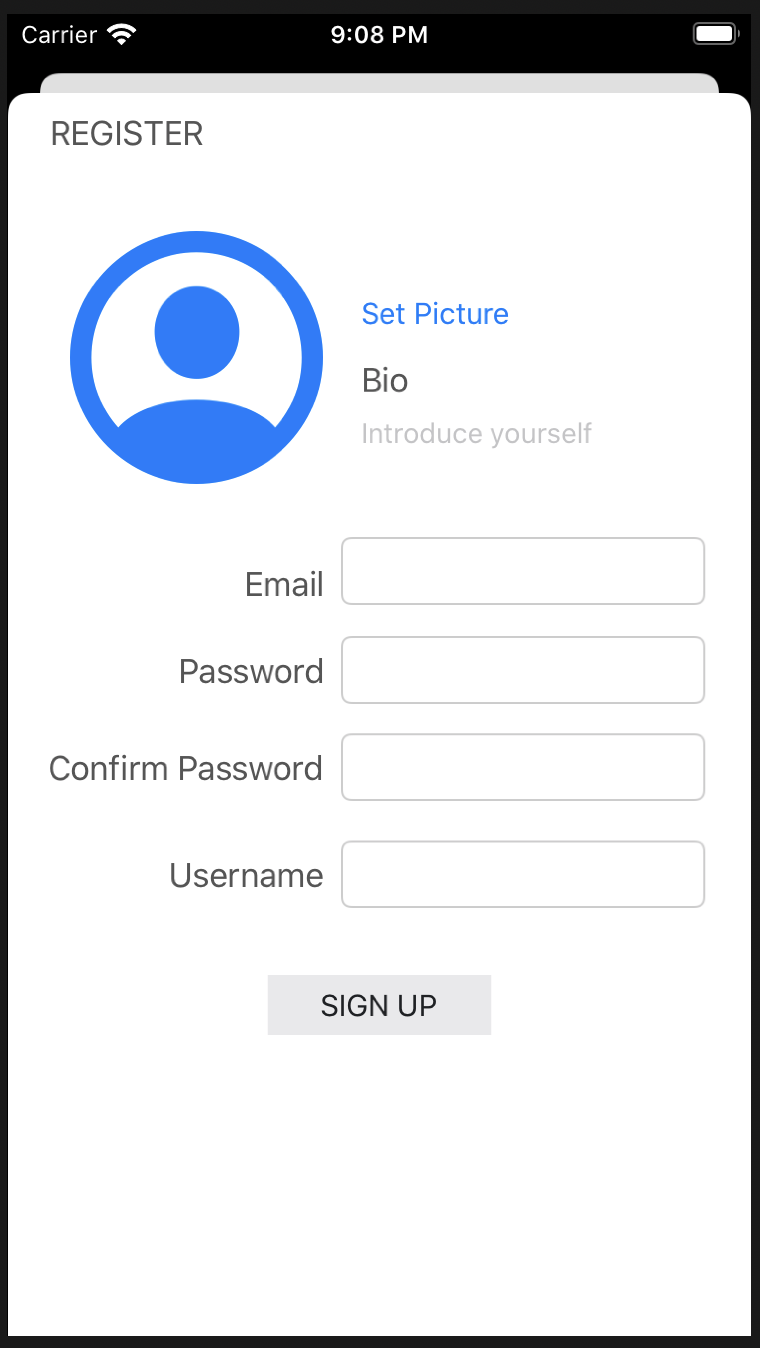 Carrier 9:08 PM
REGISTER
Set Picture
Bio
Introduce yourself
Email
Password
Confirm Password
Username
SIGN UP